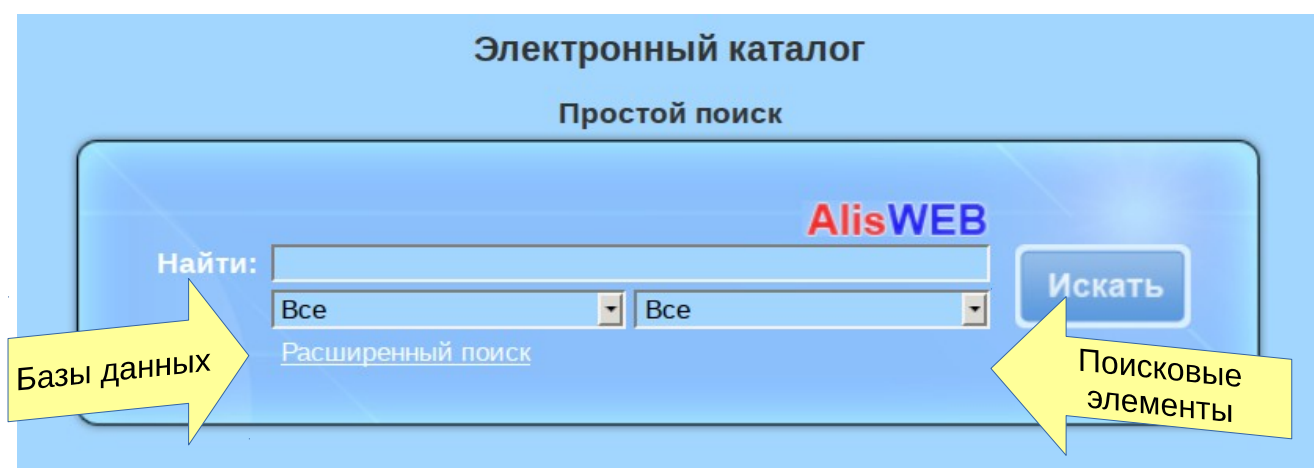 Электронный каталог
Простой поиск
AlisWEB
Найти:
Искать
Все Все
Расширенный поиск
Базы данных
Поисковые
элементы